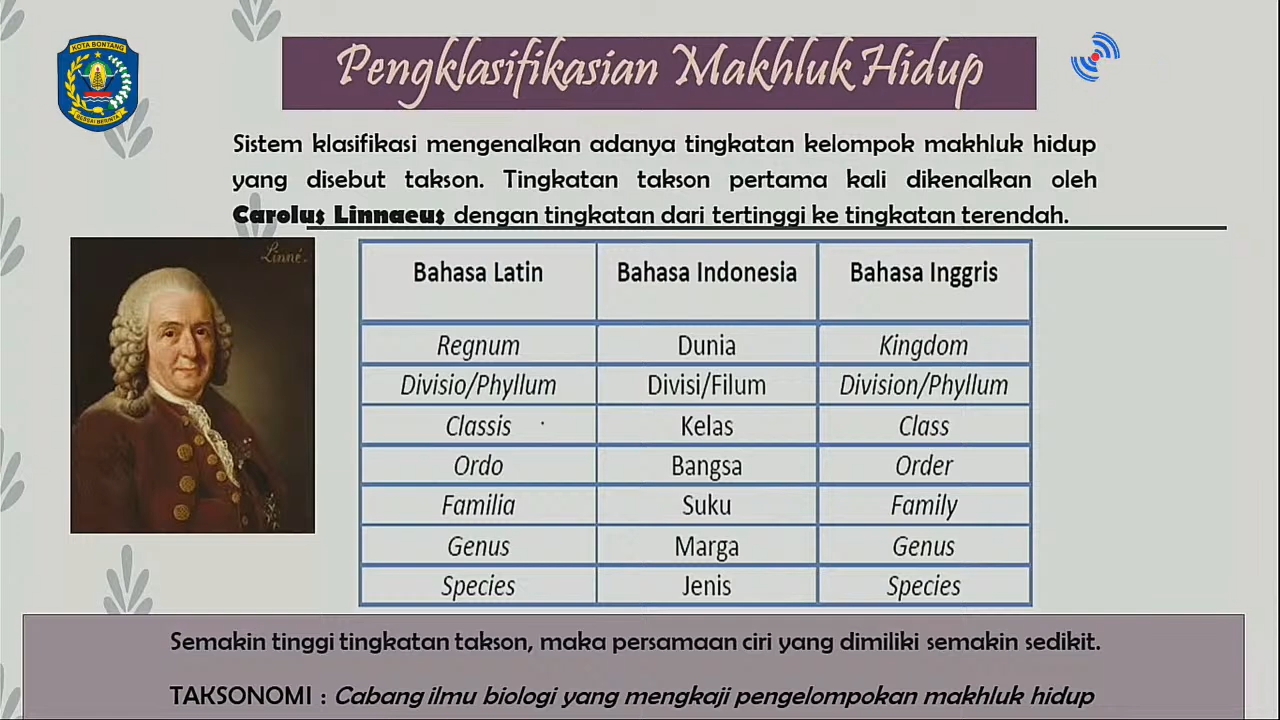 KOTA BONTANG
BESSAI BERINTA
Pengklasifikasian Makhluk Hidup
Sistem klasifikasi mengenalkan adanya tingkatan kelompok makhluk hidup
yang disebut takson. Tingkatan takson pertama kali dikenalkan oleh
Carolus Linnaeus dengan tingkatan dari tertinggi ke tingkatan terendah.
Linné.
Bahasa Latin Bahasa Indonesia Bahasa Inggris
Regnum Dunia Kingdom
Divisio/Phyllum Divisi/Filum Division/Phyllum
Classis Kelas Class
Ordo Bangsa Order
Familia Suku Family
Genus Marga Genus
Species Jenis Species
Semakin tinggi tingkatan takson, maka persamaan ciri yang dimiliki semakin sedikit.
TAKSONOMI : Cabang ilmu biologi yang mengkaji pengelompokan makhluk hidup